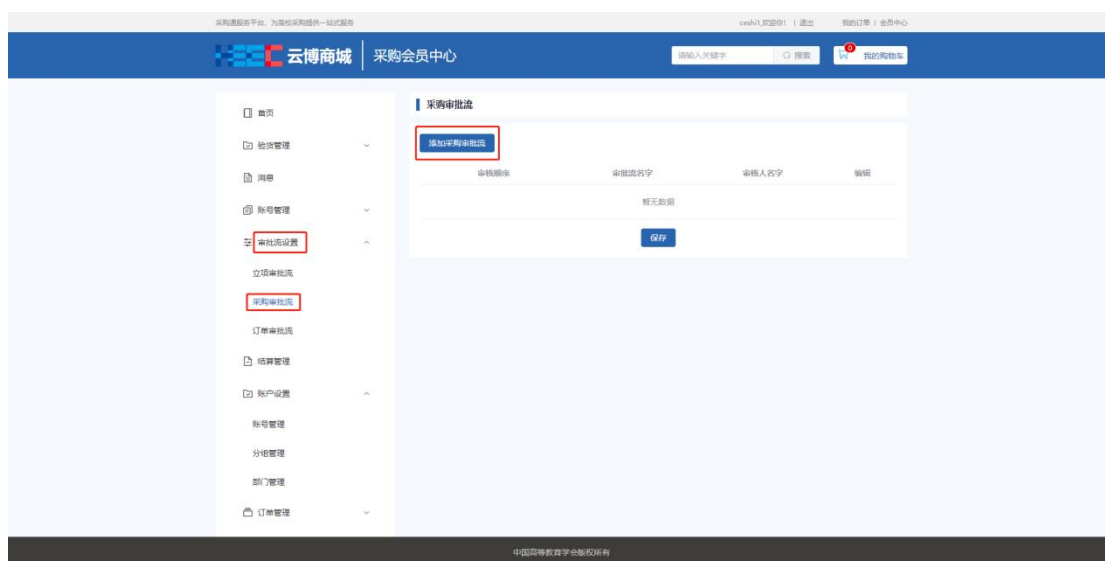 采购通服务平台，为高校采购提供一站式服务
ceshi1,欢迎你! | 退出 我的订单 | 会员中心
HEEC 云博商城 采购会员中心
请输入关键字 搜索 0 我的购物车
首页
验货管理
消息
账号管理
审批流设置
立项审批流
采购审批流
订单审批流
结算管理
账户设置
账号管理
分组管理
部门管理
订单管理
采购审批流
添加采购审批流
审核顺序 审批流名字 审核人名字 编辑
暂无数据
保存
中国高等教育学会版权所有